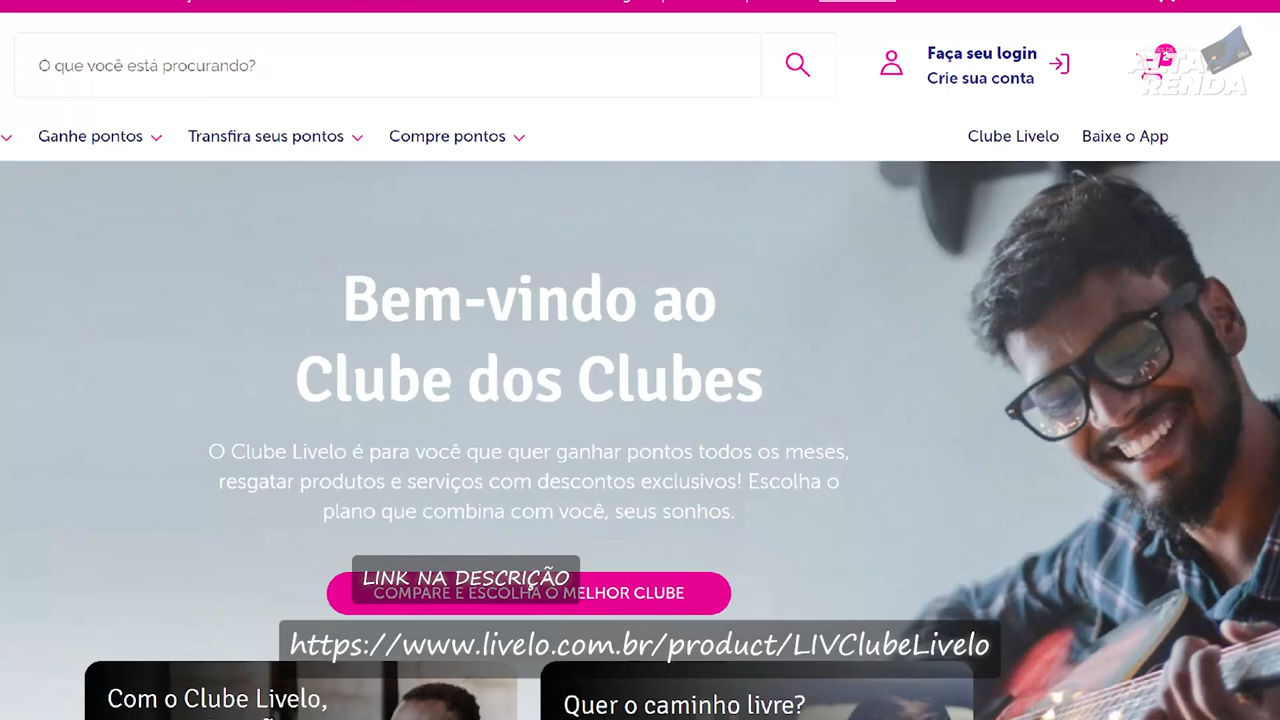 O que você está procurando?
Faça seu login
Crie sua conta
ALTA
RENDA
Ganhe pontos
Transfira seus pontos
Compre pontos
Clube Livelo
Baixe o App
Bem-vindo ao
Clube dos Clubes
O Clube Livelo é para você que quer ganhar pontos todos os meses,
resgatar produtos e serviços com descontos exclusivos! Escolha o
plano que combina com você, seus sonhos.
LINK NA DESCRIÇÃO
COMPARE E ESCOLHA O MELHOR CLUBE
https://www.livelo.com.br/product/LIVClubeLivelo
Com o Clube Livelo,
Quer o caminho livre?